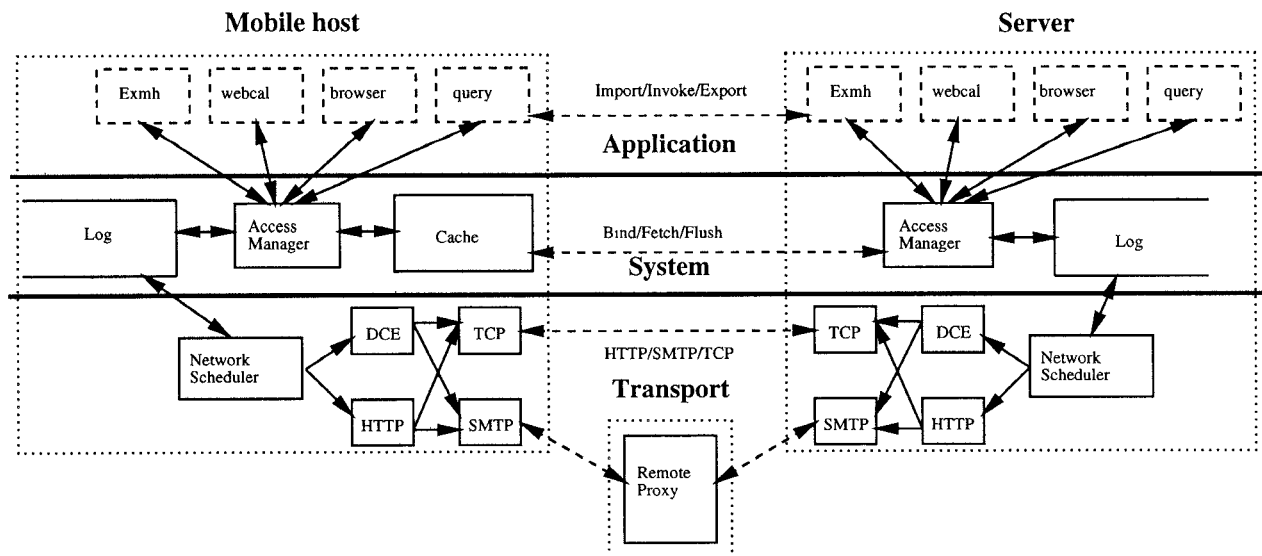 Mobile host
Server
Exmh
webcal
browser
query
Import/Invoke/Export
Exmh
webcal
browser
query
Application
Log
Access
Manager
Cache
Bind/Fetch/Flush
Access
Manager
Log
System
Network
Scheduler
DCE
TCP
HTTP
SMTP
HTTP/SMTP/TCP
TCP
DCE
SMTP
HTTP
Network
Scheduler
Transport
Remote
Proxy